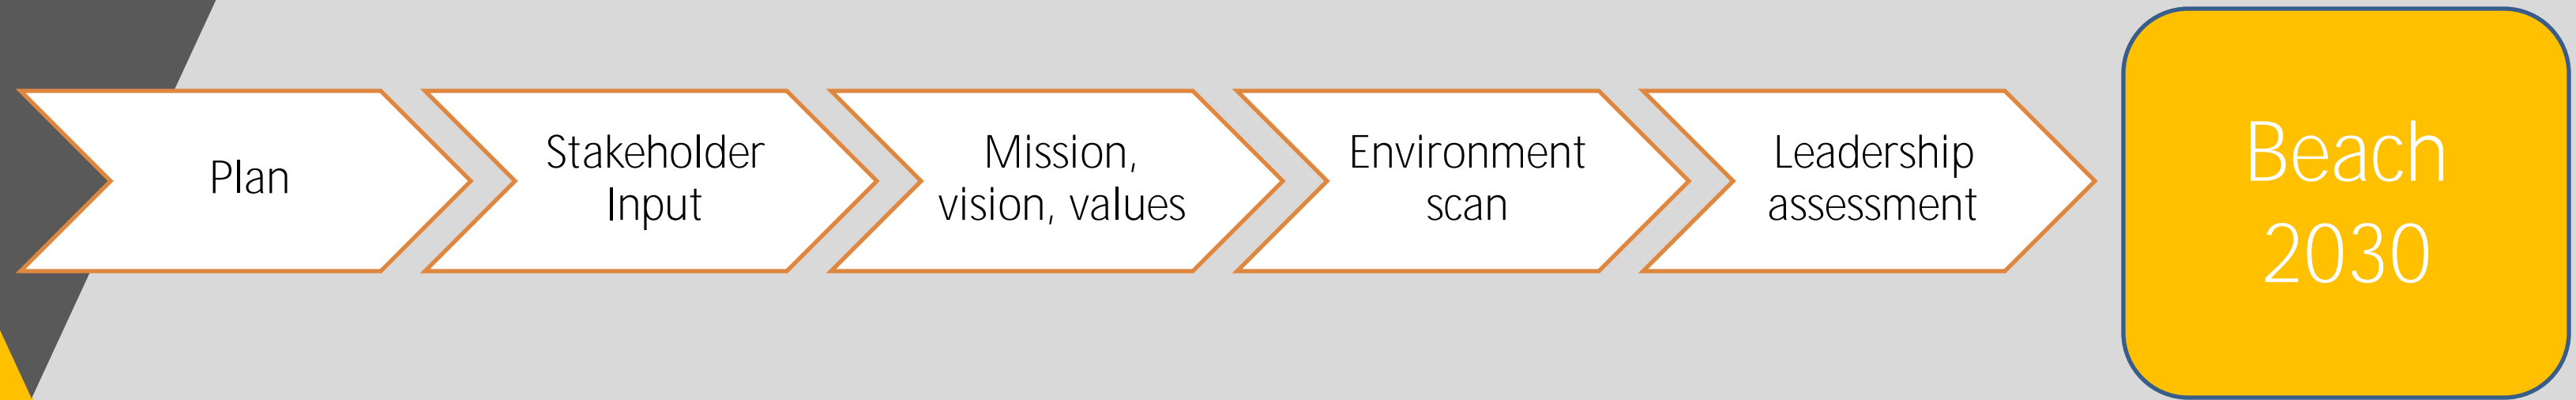 Plan
Stakeholder
Input
Mission,
vision, values
Environment
scan
Leadership
assessment
Beach
2030